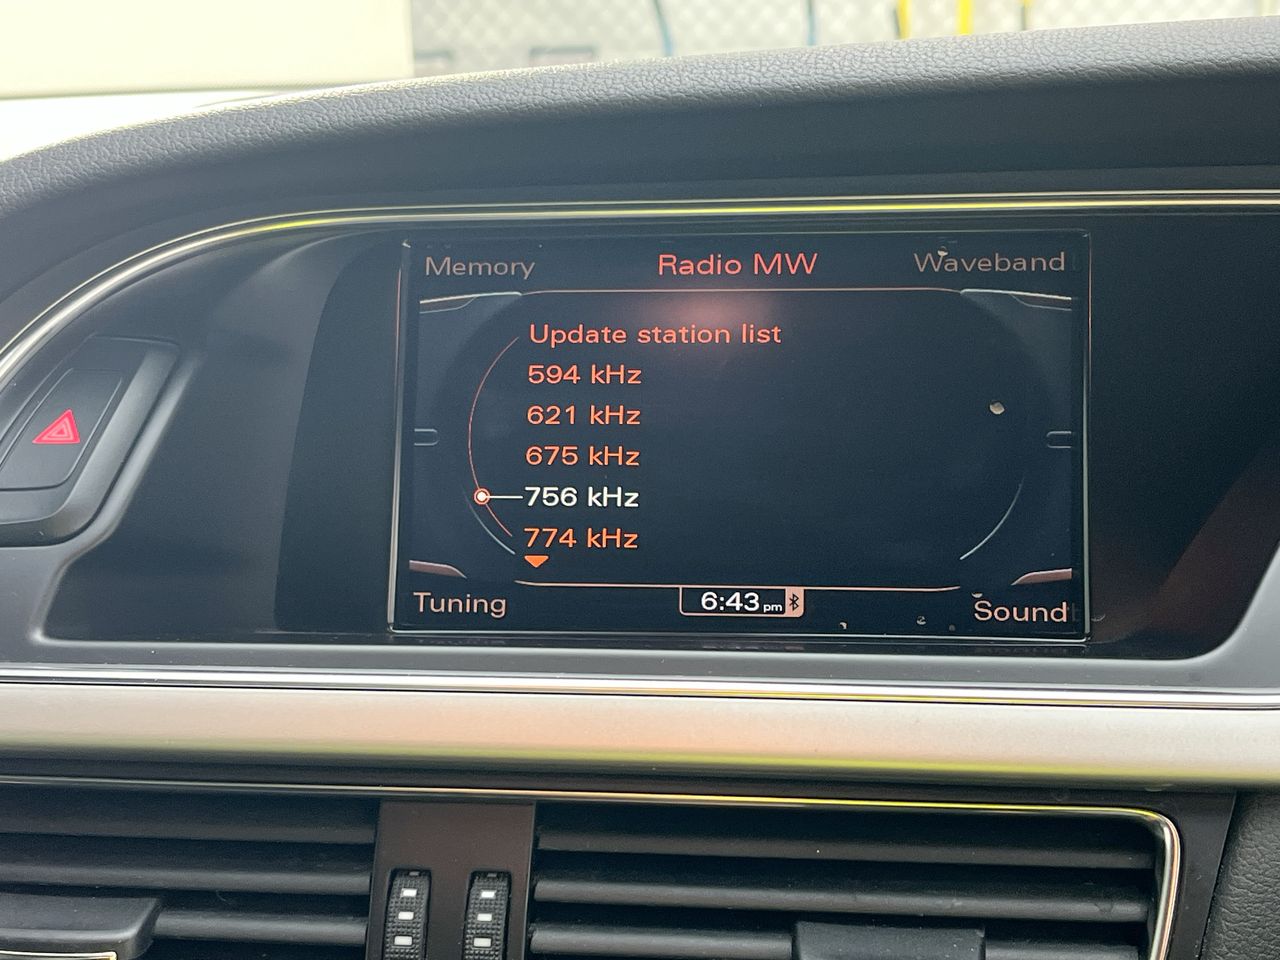 Memory
Radio MW
Waveband
Update station list
594 kHz
621 kHz
675 kHz
756 kHz
774 kHz
Tuning
6:43 pm
Sound